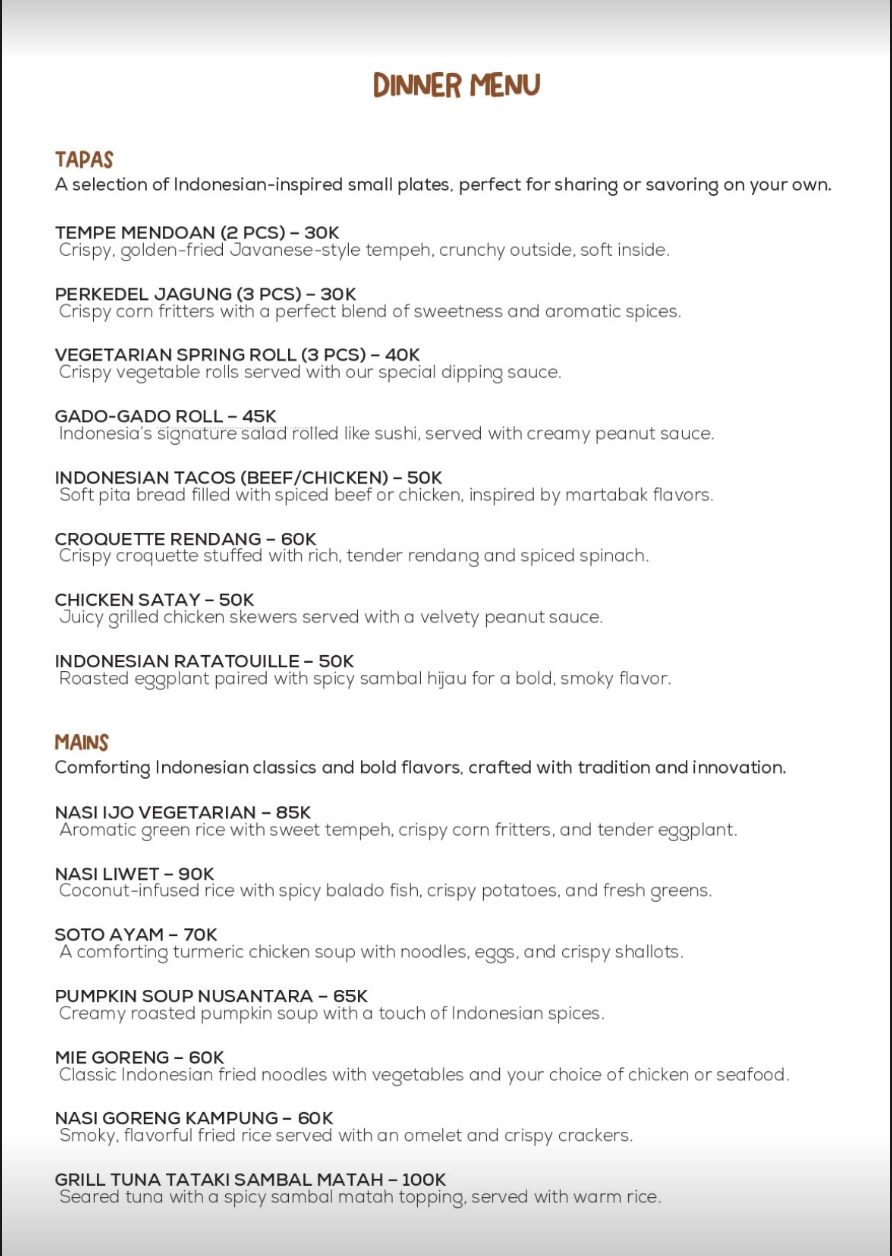 DINNER MENU
TAPAS
A selection of Indonesian-inspired small plates, perfect for sharing or savoring on your own.
TEMPE MENDOAN (2 PCS) – 30K
Crispy, golden-fried Javanese-style tempeh, crunchy outside, soft inside.
PERKEDEL JAGUNG (3 PCS) – 30K
Crispy corn fritters with a perfect blend of sweetness and aromatic spices.
VEGETARIAN SPRING ROLL (3 PCS) – 40K
Crispy vegetable rolls served with our special dipping sauce.
GADO-GADO ROLL – 45K
Indonesia's signature salad rolled like sushi, served with creamy peanut sauce.
INDONESIAN TACOS (BEEF/CHICKEN) – 50K
Soft pita bread filled with spiced beef or chicken, inspired by martabak flavors.
CROQUETTE RENDANG – 60K
Crispy croquette stuffed with rich, tender rendang and spiced spinach.
CHICKEN SATAY – 50K
Juicy grilled chicken skewers served with a velvety peanut sauce.
INDONESIAN RATATOUILLE – 50K
Roasted eggplant paired with spicy sambal hijau for a bold, smoky flavor.
MAINS
Comforting Indonesian classics and bold flavors, crafted with tradition and innovation.
NASI IJO VEGETARIAN – 85K
Aromatic green rice with sweet tempeh, crispy corn fritters, and tender eggplant.
NASI LIWET – 90K
Coconut-infused rice with spicy balado fish, crispy potatoes, and fresh greens.
SOTO AYAM – 70K
A comforting turmeric chicken soup with noodles, eggs, and crispy shallots.
PUMPKIN SOUP NUSANTARA – 65K
Creamy roasted pumpkin soup with a touch of Indonesian spices.
MIE GORENG – 60K
Classic Indonesian fried noodles with vegetables and your choice of chicken or seafood.
NASI GORENG KAMPUNG – 60K
Smoky, flavorful fried rice served with an omelet and crispy crackers.
GRILL TUNA TATAKI SAMBAL MATAH – 100K
Seared tuna with a spicy sambal matah topping, served with warm rice.